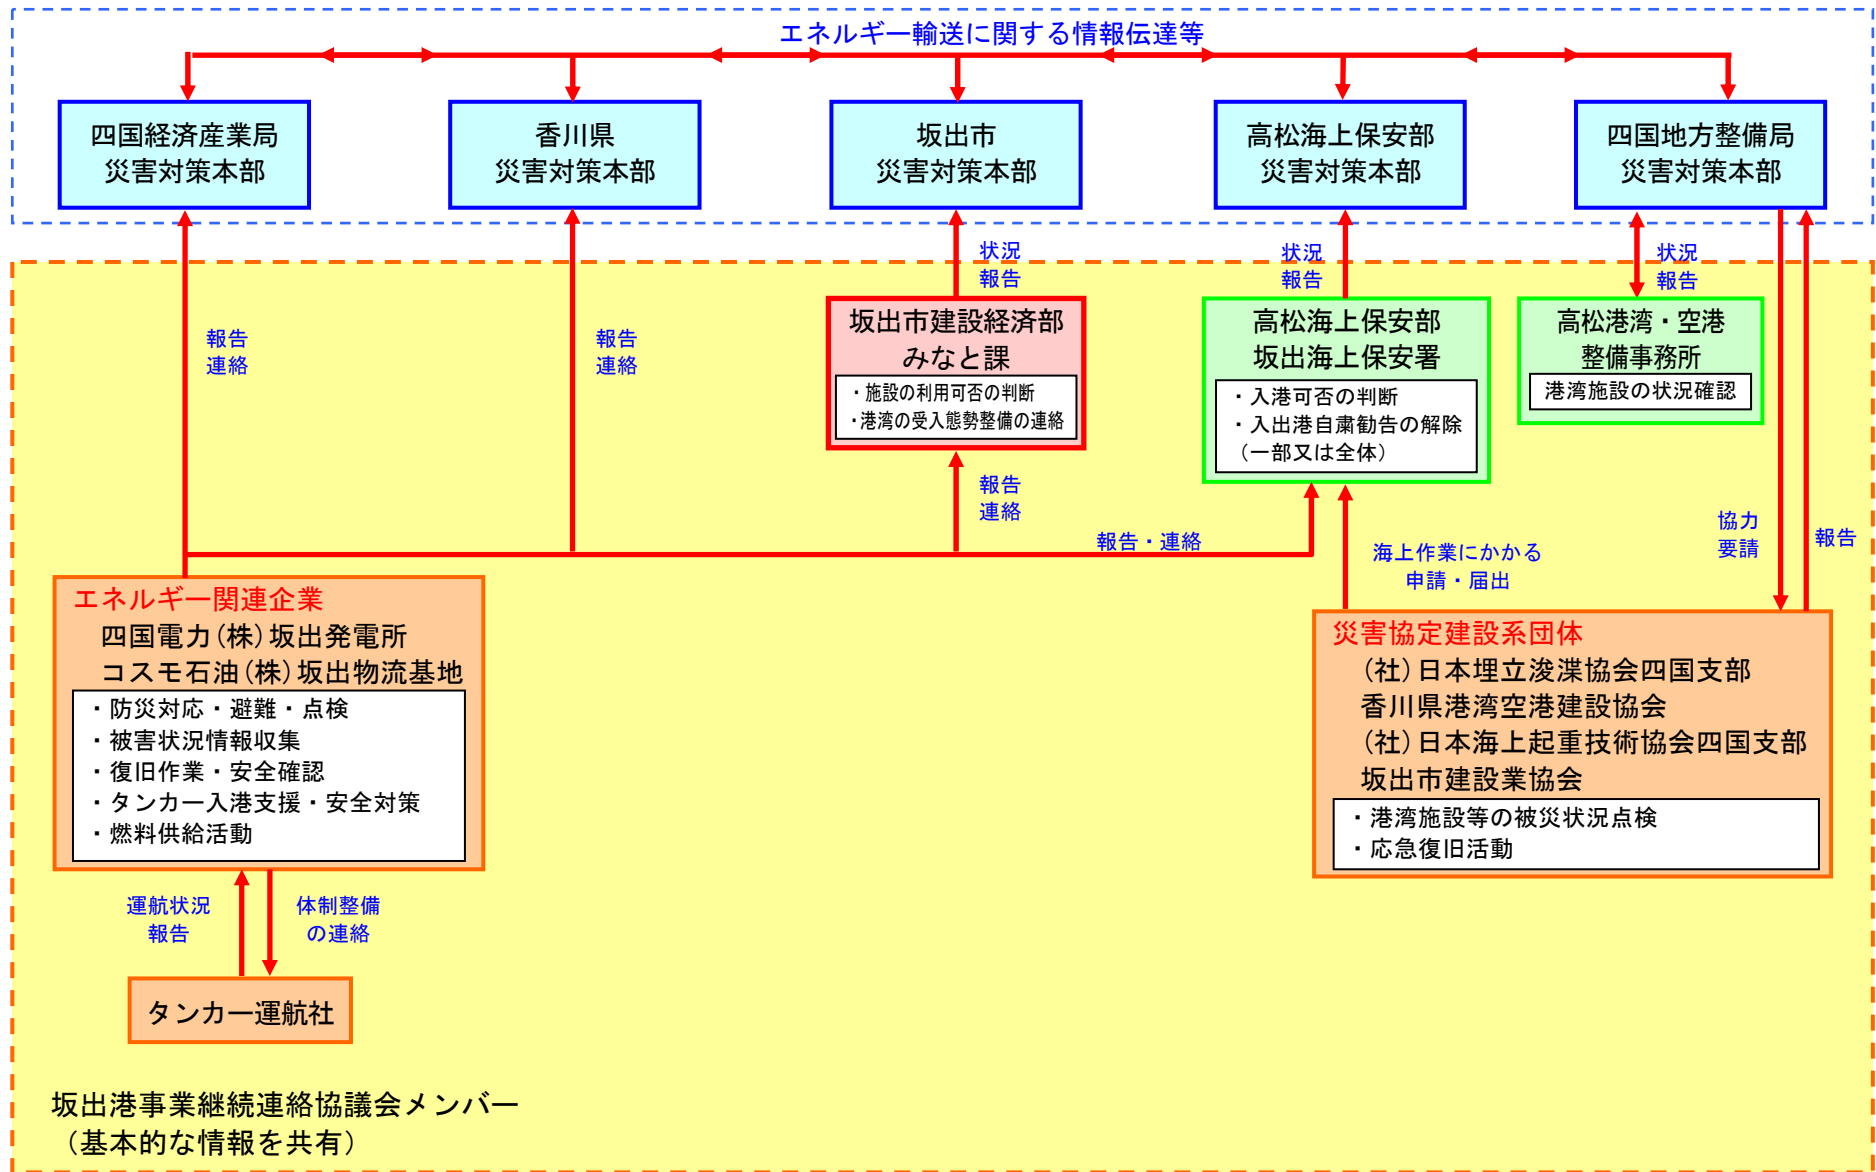 エネルギー輸送に関する情報伝達等
四国経済産業局
災害対策本部
香川県
災害対策本部
坂出市
災害対策本部
高松海上保安部
災害対策本部
四国地方整備局
災害対策本部
状況
報告
状況
報告
状況
報告
報告
連絡
報告
連絡
坂出市建設経済部
みなと課
・施設の利用可否の判断
・港湾の受入態勢整備の連絡
高松海上保安部
坂出海上保安署
・入港可否の判断
・入出港自粛勧告の解除
（一部又は全体）
高松港湾・空港
整備事務所
港湾施設の状況確認
報告
連絡
報告・連絡
海上作業にかかる
申請・届出
協力
要請
報告
エネルギー関連企業
四国電力(株)坂出発電所
コスモ石油(株)坂出物流基地
・防災対応・避難・点検
・被害状況情報収集
・復旧作業・安全確認
・タンカー入港支援・安全対策
・燃料供給活動
災害協定建設系団体
(社)日本埋立浚渫協会四国支部
香川県港湾空港建設協会
(社)日本海上起重技術協会四国支部
坂出市建設業協会
・港湾施設等の被災状況点検
・応急復旧活動
運航状況
報告
体制整備
の連絡
タンカー運航社
坂出港事業継続連絡協議会メンバー
（基本的な情報を共有）